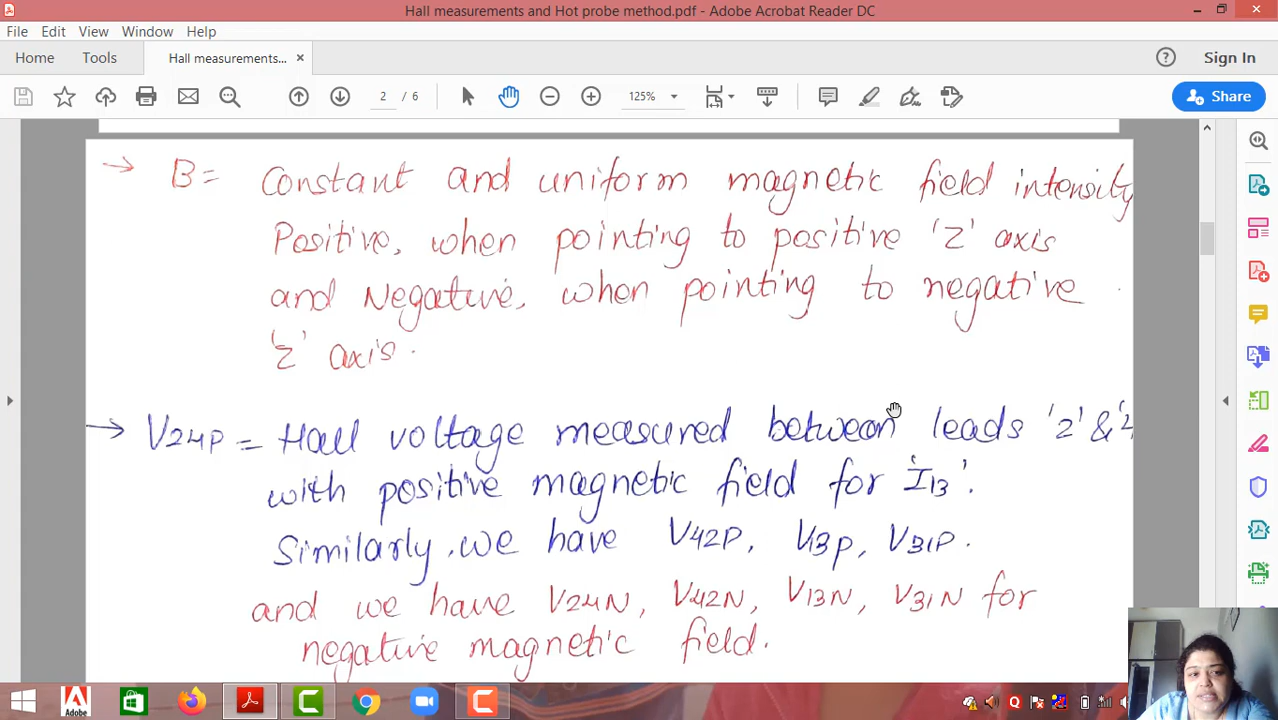 Hall measurements and Hot probe method.pdf - Adobe Acrobat Reader DC
File Edit View Window Help
Home Tools Hall measurements... ×
Sign In
2 / 6 125% Share
→ B= Constant and uniform magnetic field intensity
Positive, when pointing to positive 'Z' axis
and Negative, when pointing to negative
'Z' axis.
→ V24P = Hall voltage measured between leads '2' &
with positive magnetic field for 'I13'.
Similarly, we have V42P, V13P, V31P.
and we have V24N, V42N, V13N, V31N for
negative magnetic field.
Adobe